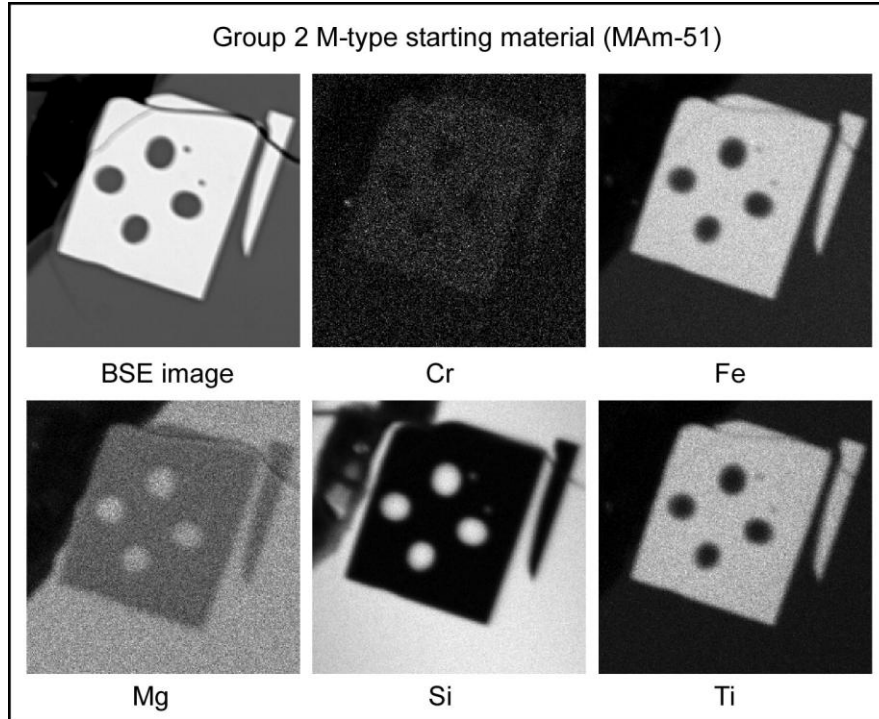 Group 2 M-type starting material (MAm-51)
BSE image
Cr
Fe
Mg
Si
Ti